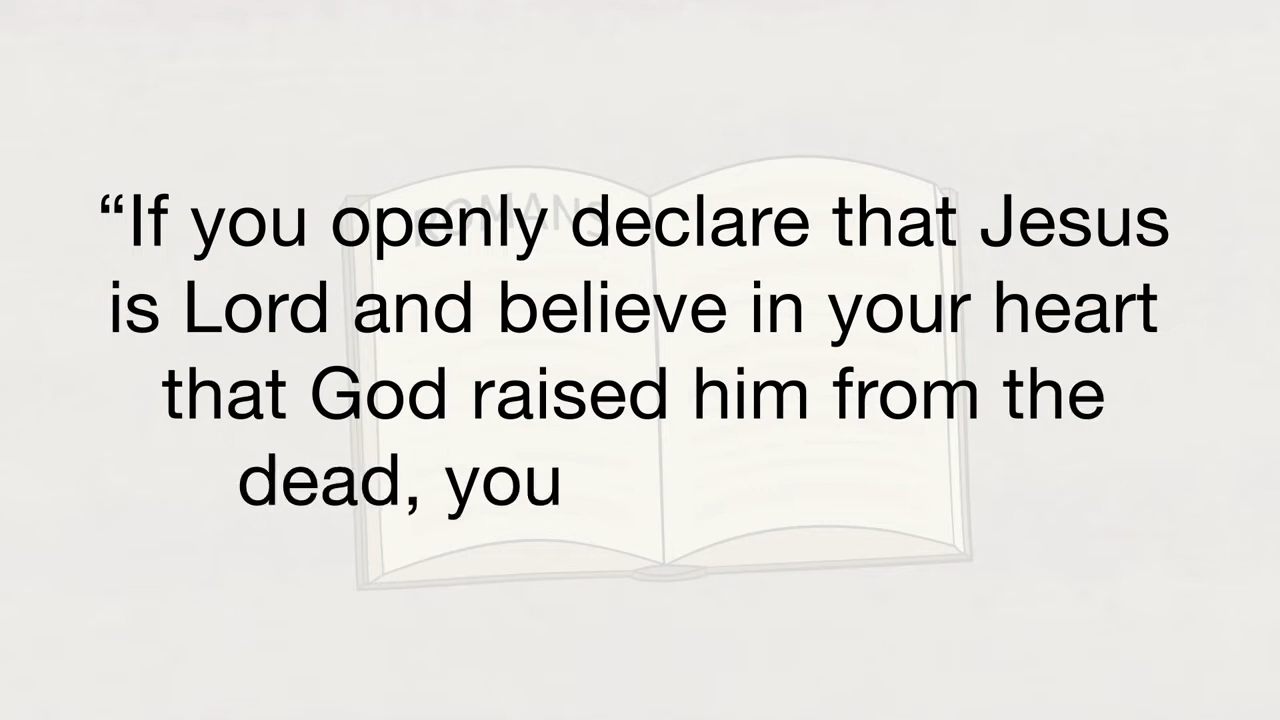 ROMANS
“If you openly declare that Jesus
is Lord and believe in your heart
that God raised him from the
dead, you